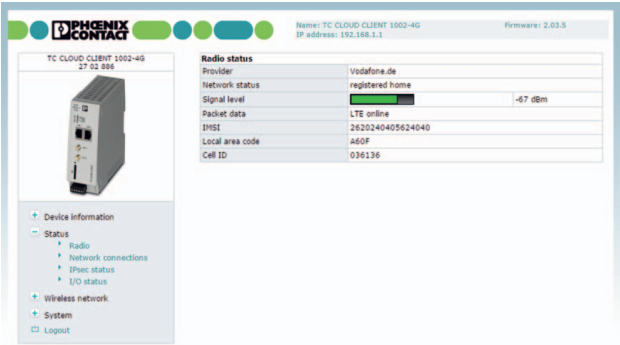 PHŒNIX
CONTACT
Name: TC CLOUD CLIENT 1002-4G
IP address: 192.168.1.1
Firmware: 2.03.5
TC CLOUD CLIENT 1002-4G
27 02 886
Radio status
Provider Vodafone.de
Network status registered home
Signal level -67 dBm
Packet data LTE online
IMSI 2620240405624040
Local area code A60F
Cell ID 036136
Device information
Status
Radio
Network connections
IPsec status
I/O status
Wireless network
System
Logout